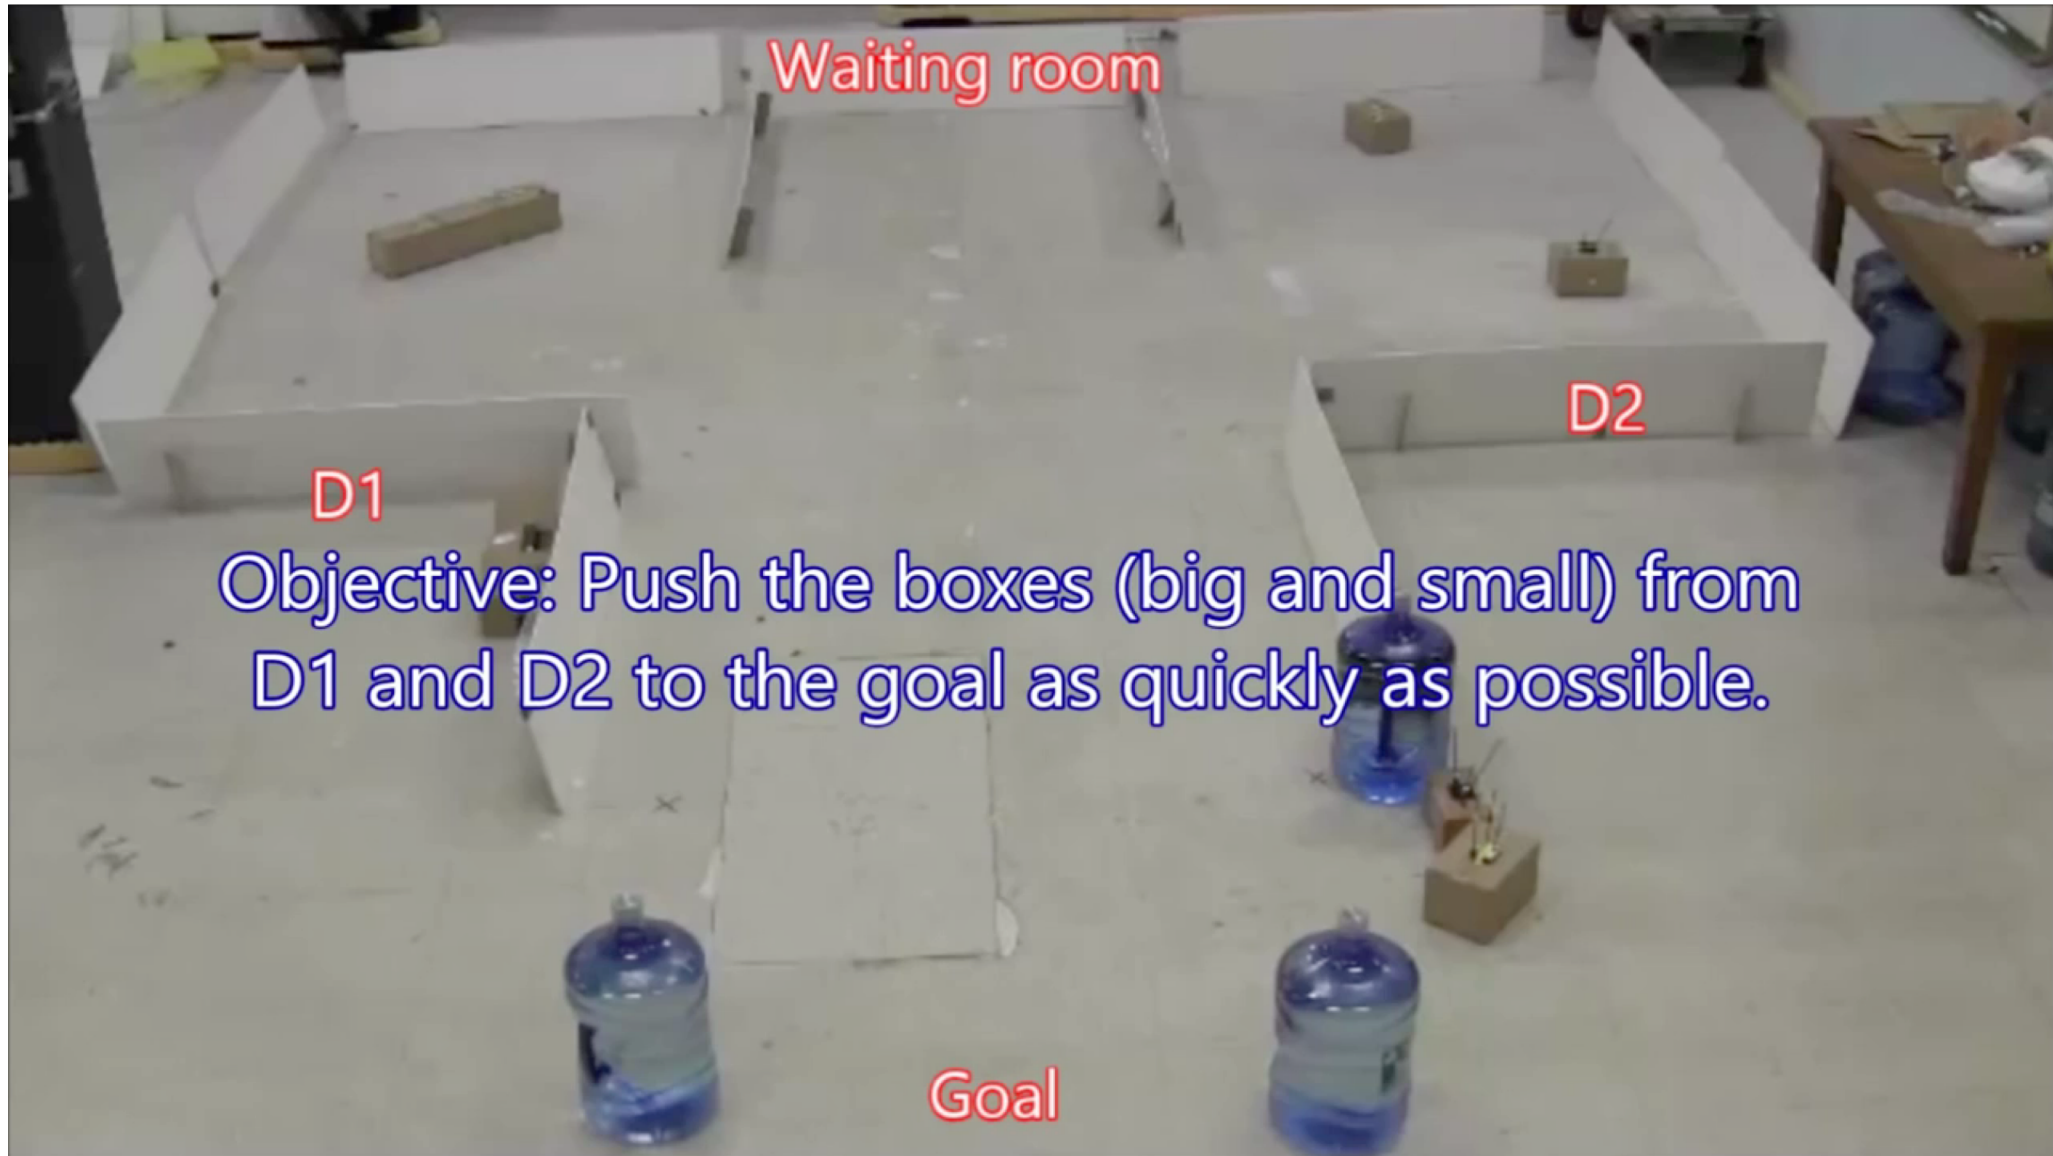 Waiting room
D2
D1
Objective: Push the boxes (big and small) from
D1 and D2 to the goal as quickly as possible.
Goal